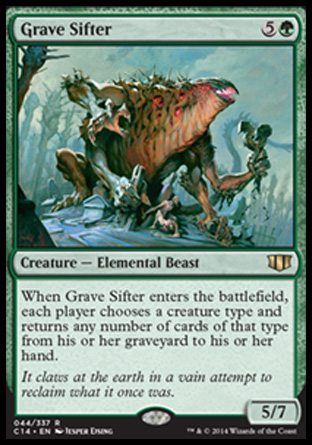 Grave Sifter 5
Creature — Elemental Beast
When Grave Sifter enters the battlefield,
each player chooses a creature type and
returns any number of cards of that type
from his or her graveyard to his or her
hand.
It claws at the earth in a vain attempt to
reclaim what it once was.
5/7
044/337 R
C14 • EN Jesper Ejsing
™ & © 2014 Wizards of the Coast